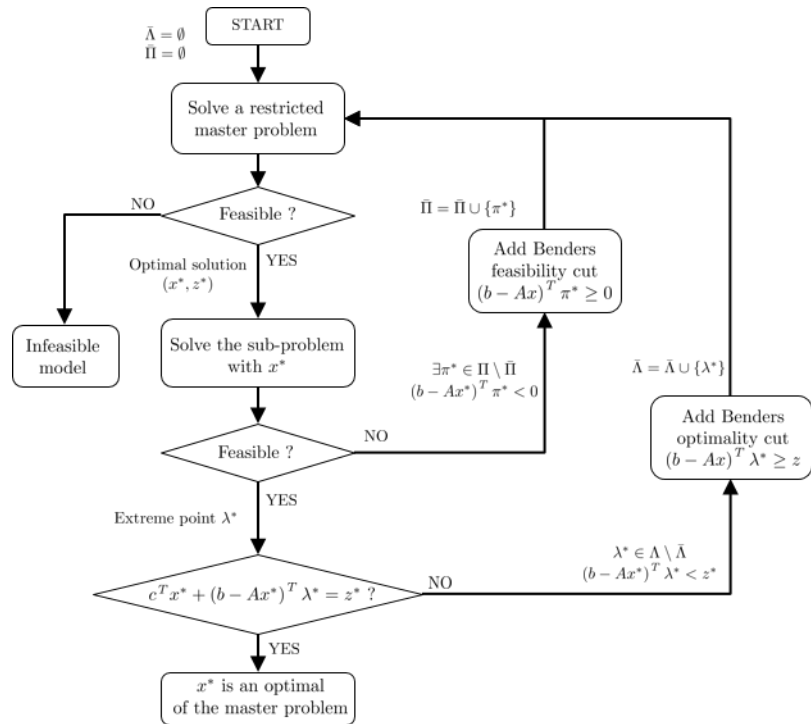 START
Λ̄ = ∅
Π̄ = ∅
Solve a restricted
master problem
NO
Feasible ?
YES
Optimal solution
(x*, z*)
Infeasible
model
Solve the sub-problem
with x*
Feasible ?
NO
∃π* ∈ Π \ Π̄
(b − Ax*)^T π* < 0
Add Benders
feasibility cut
(b − Ax)^T π* ≥ 0
Π̄ = Π̄ ∪ {π*}
YES
Extreme point λ*
c^T x* + (b − Ax*)^T λ* = z* ?
NO
λ* ∈ Λ \ Λ̄
(b − Ax*)^T λ* < z*
Add Benders
optimality cut
(b − Ax)^T λ* ≥ z
Λ̄ = Λ̄ ∪ {λ*}
YES
x* is an optimal
of the master problem